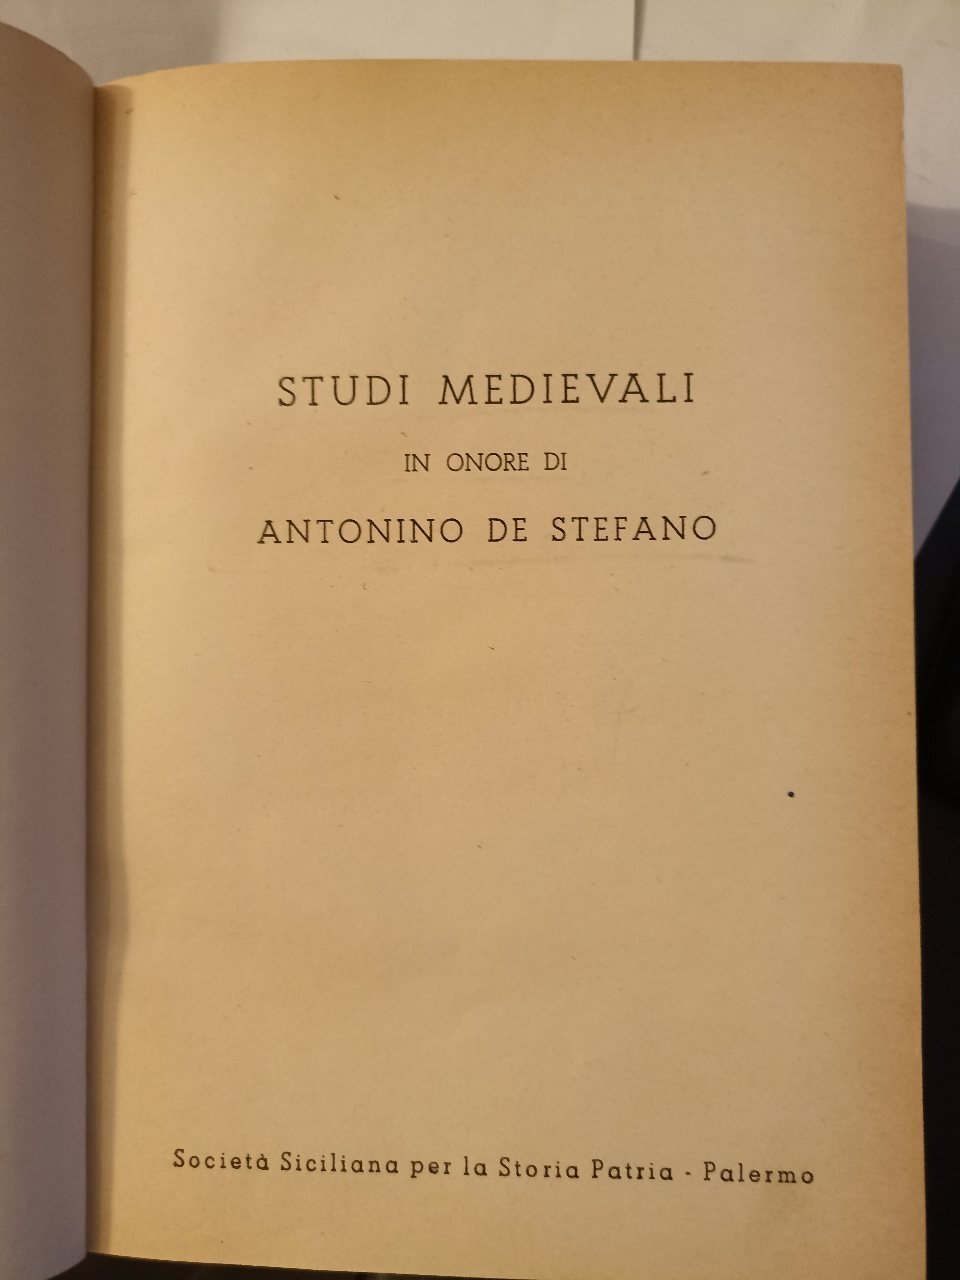 STUDI MEDIEVALI
IN ONORE DI
ANTONINO DE STEFANO
Società Siciliana per la Storia Patria - Palermo